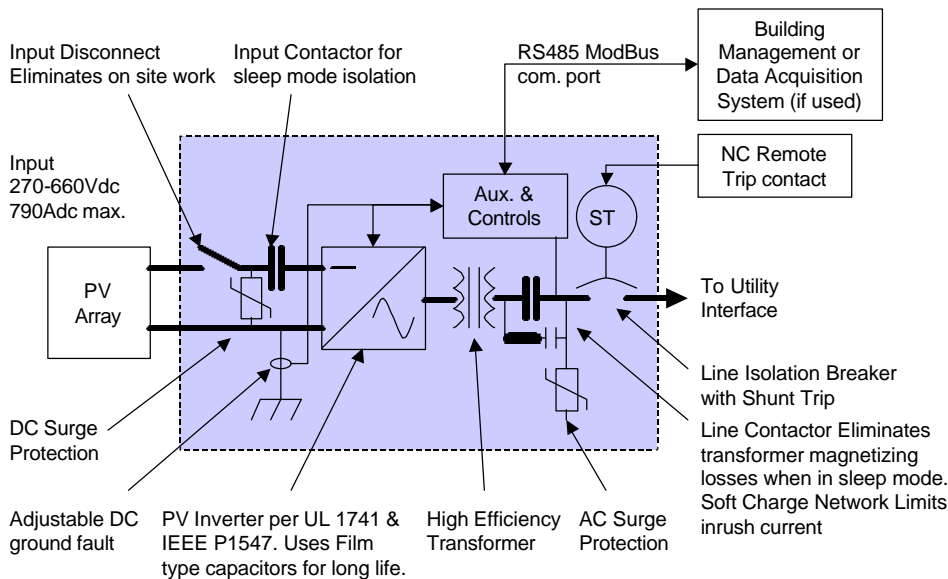 Input Disconnect
Eliminates on site work
Input Contactor for
sleep mode isolation
RS485 ModBus
com. port
Building
Management or
Data Acquisition
System (if used)
Input
270-660Vdc
790Adc max.
NC Remote
Trip contact
Aux. &
Controls
ST
PV
Array
To Utility
Interface
Line Isolation Breaker
with Shunt Trip
DC Surge
Protection
Line Contactor Eliminates
transformer magnetizing
losses when in sleep mode.
Soft Charge Network Limits
inrush current
Adjustable DC
ground fault
PV Inverter per UL 1741 &
IEEE P1547. Uses Film
type capacitors for long life.
High Efficiency
Transformer
AC Surge
Protection